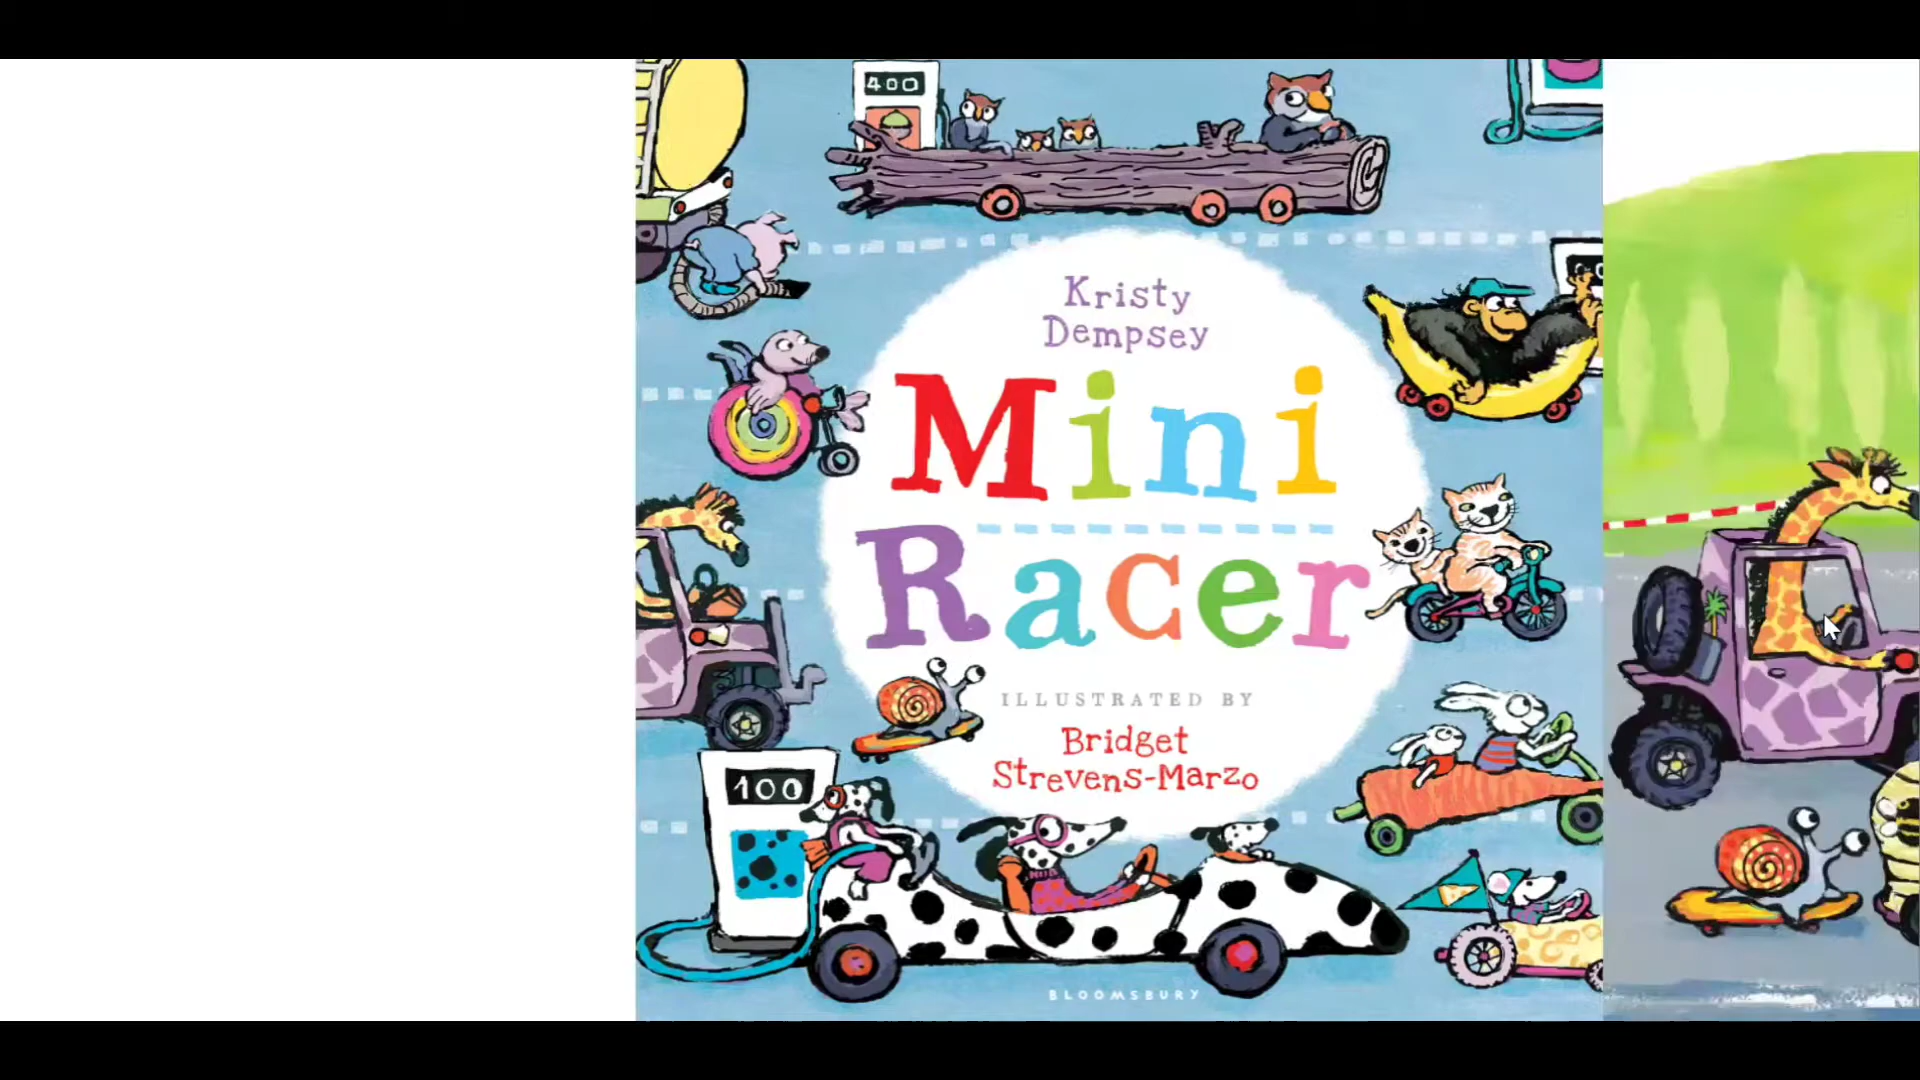 400
Kristy
Dempsey
Mini
Racer
ILLUSTRATED BY
Bridget
Strevens-Marzo
100
BLOOMSBURY